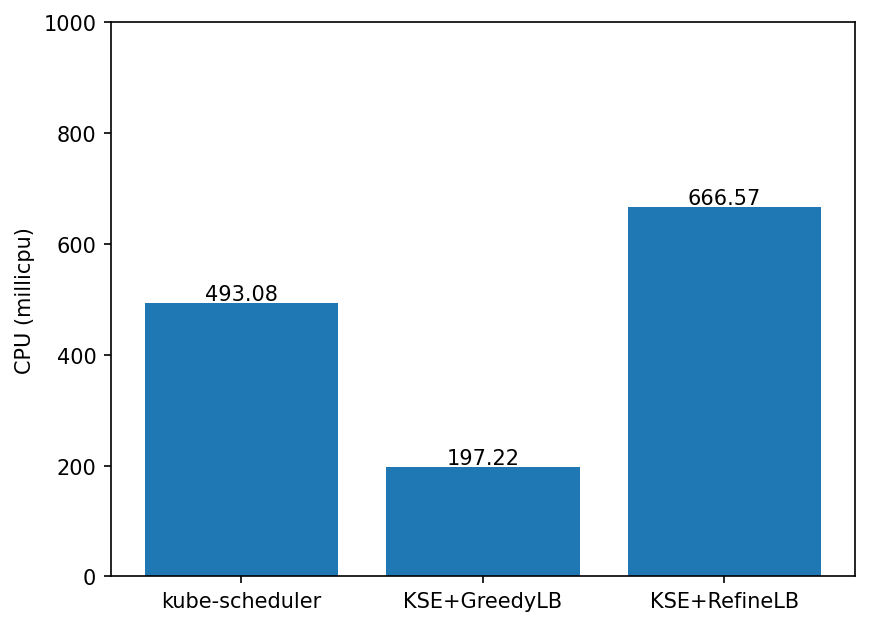 1000
800
600
400
200
0
CPU (millicpu)
493.08
197.22
666.57
kube-scheduler
KSE+GreedyLB
KSE+RefineLB